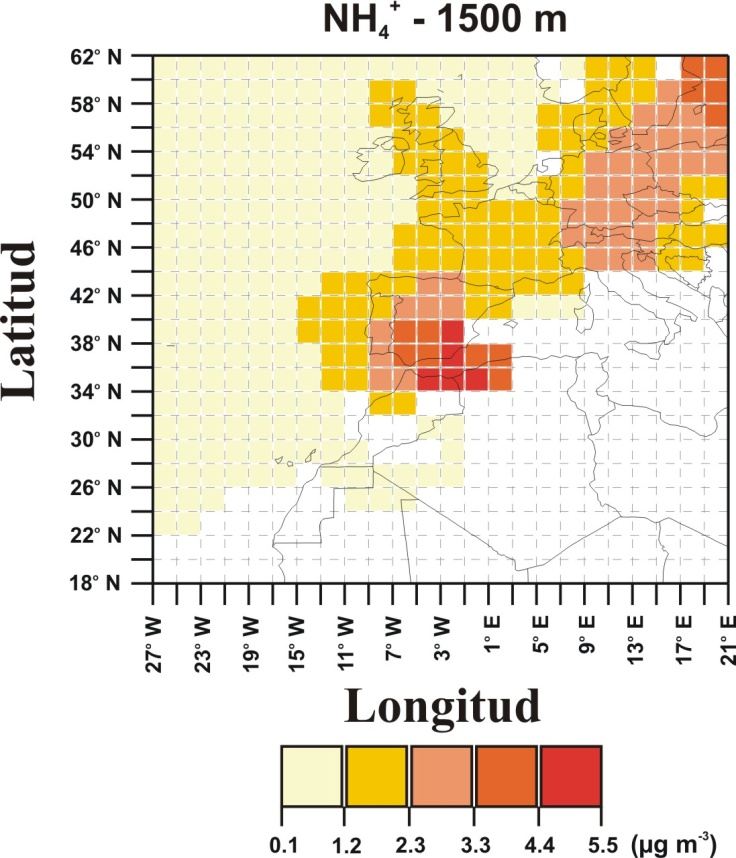 NH₄⁺ - 1500 m
62° N
58° N
54° N
50° N
46° N
42° N
38° N
34° N
30° N
26° N
22° N
18° N
Latitud
27° W
23° W
19° W
15° W
11° W
7° W
3° W
1° E
5° E
9° E
13° E
17° E
21° E
Longitud
0.1 1.2 2.3 3.3 4.4 5.5 (µg m⁻³)